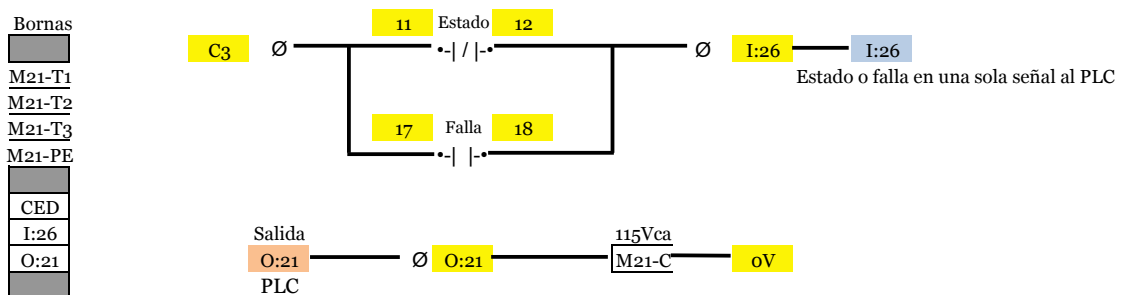 Bornas
M21-T1
M21-T2
M21-T3
M21-PE
CED
I:26
O:21
11 Estado 12
C3 Ø •-| / |-• Ø I:26 I:26
Estado o falla en una sola señal al PLC
17 Falla 18
•-| |-•
Salida 115Vca
O:21 Ø O:21 M21-C 0V
PLC